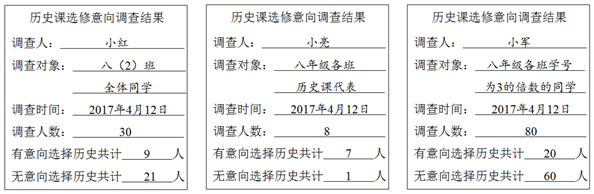 历史课选修意向调查结果
调查人：小红
调查对象：八（2）班
全体同学
调查时间：2017年4月12日
调查人数：30
有意向选择历史共计9人
无意向选择历史共计21人
历史课选修意向调查结果
调查人：小亮
调查对象：八年级各班
历史课代表
调查时间：2017年4月12日
调查人数：8
有意向选择历史共计7人
无意向选择历史共计1人
历史课选修意向调查结果
调查人：小军
调查对象：八年级各班学号
为3的倍数的同学
调查时间：2017年4月12日
调查人数：80
有意向选择历史共计20人
无意向选择历史共计60人